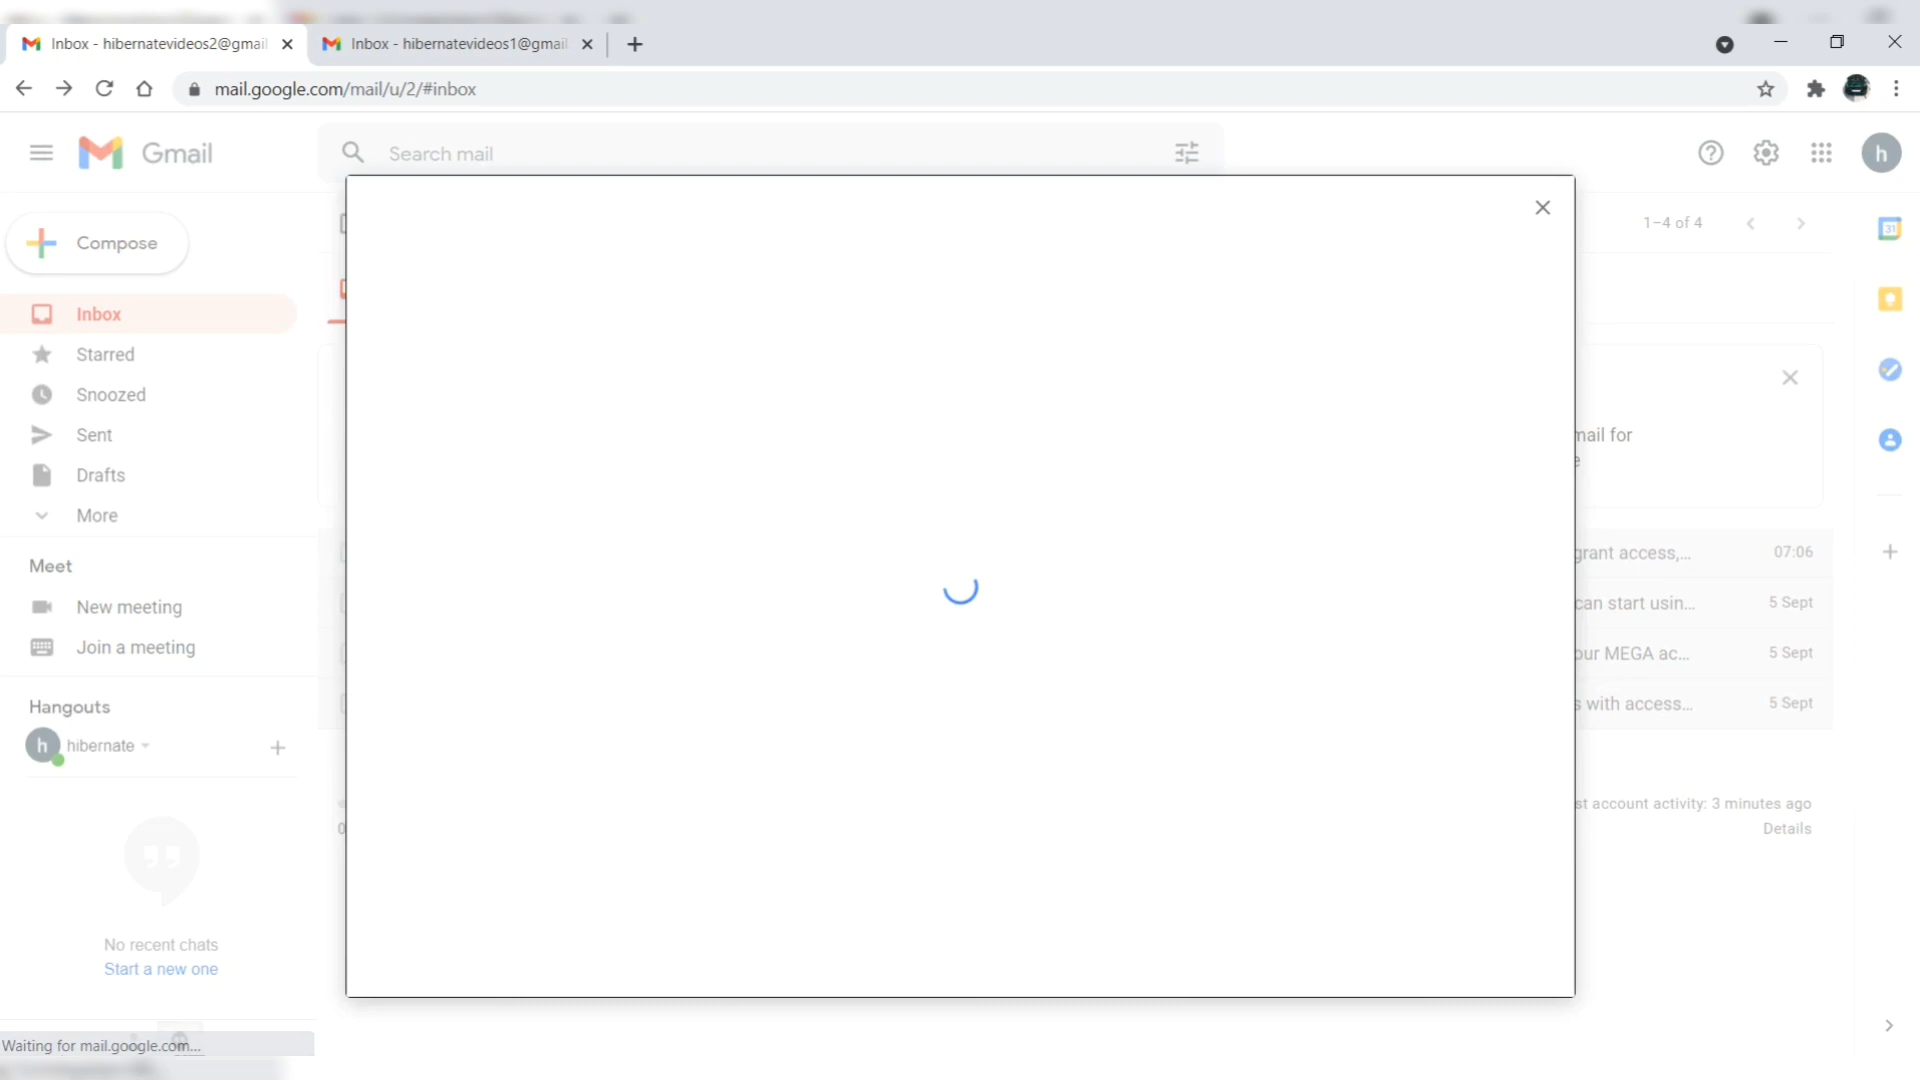 Inbox - hibernatevideos2@gmail
Inbox - hibernatevideos1@gmail
mail.google.com/mail/u/2/#inbox
Gmail
Search mail
h
1–4 of 4
Compose
31
Inbox
Starred
Snoozed
Sent
mail for
Drafts
More
grant access,... 07:06
Meet
New meeting
can start usin... 5 Sept
Join a meeting
our MEGA ac... 5 Sept
s with access... 5 Sept
Hangouts
h hibernate
st account activity: 3 minutes ago
0
Details
No recent chats
Start a new one
Waiting for mail.google.com...